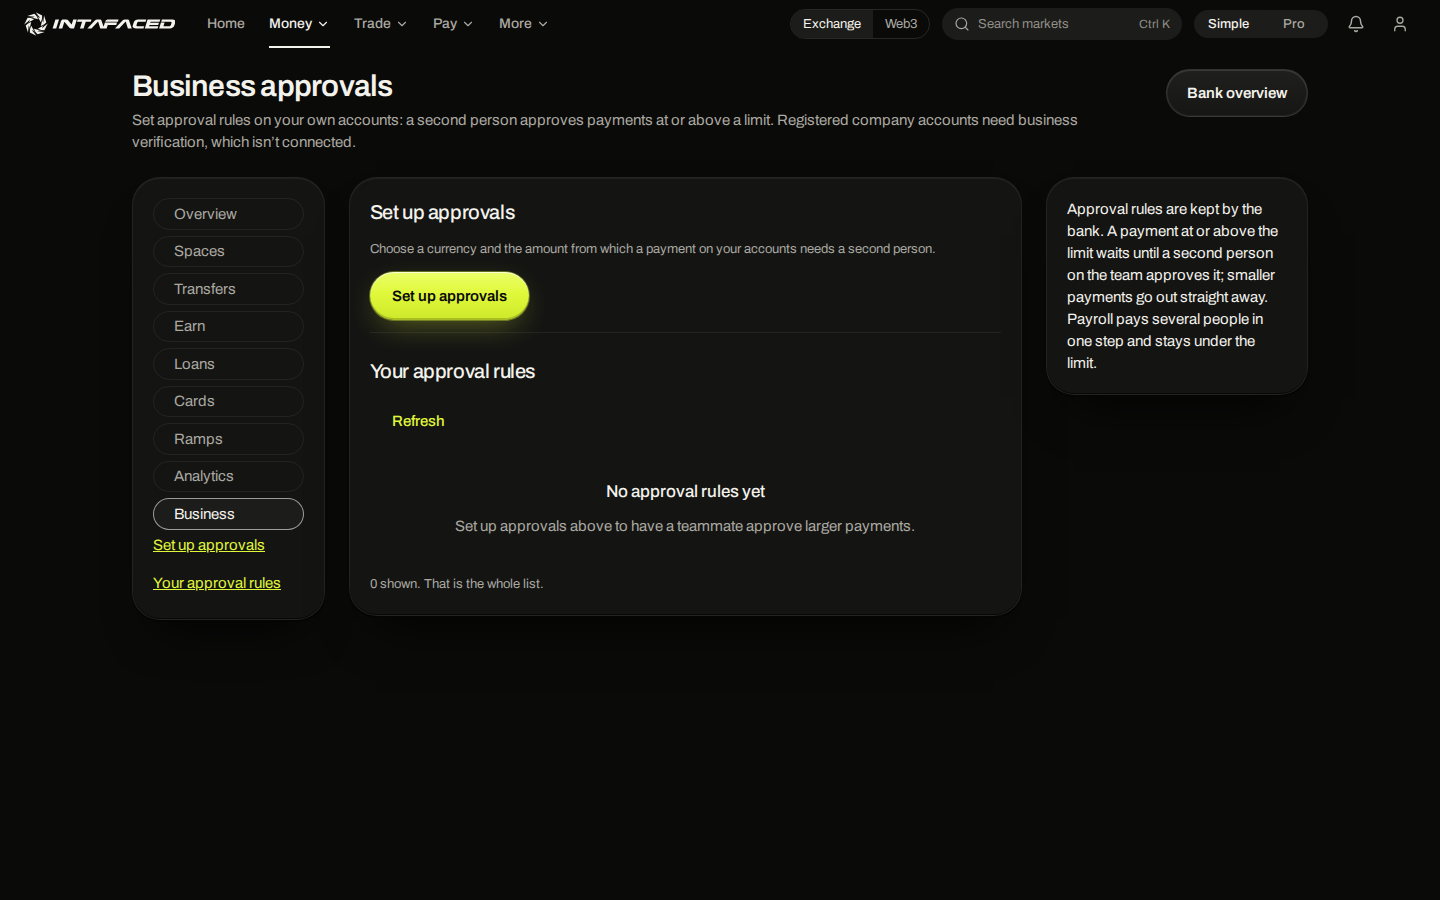 INTAFACED
Home
Money
Trade
Pay
More
Exchange
Web3
Search markets
Ctrl K
Simple
Pro
Business approvals
Bank overview
Set approval rules on your own accounts: a second person approves payments at or above a limit. Registered company accounts need business
verification, which isn’t connected.
Overview
Spaces
Transfers
Earn
Loans
Cards
Ramps
Analytics
Business
Set up approvals
Your approval rules
Set up approvals
Choose a currency and the amount from which a payment on your accounts needs a second person.
Set up approvals
Your approval rules
Refresh
No approval rules yet
Set up approvals above to have a teammate approve larger payments.
0 shown. That is the whole list.
Approval rules are kept by the
bank. A payment at or above the
limit waits until a second person
on the team approves it; smaller
payments go out straight away.
Payroll pays several people in
one step and stays under the
limit.